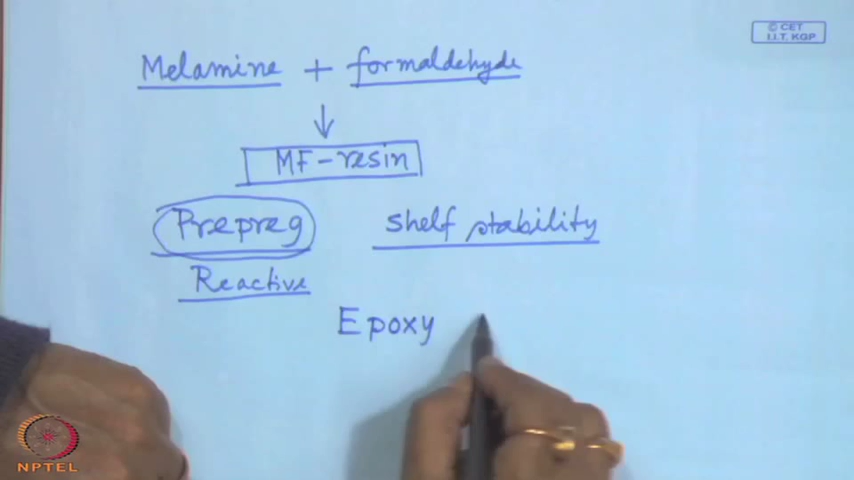 © CET
I.I.T. KGP
Melamine + formaldehyde
↓
MF-resin
Prepreg shelf stability
Reactive
Epoxy
NPTEL